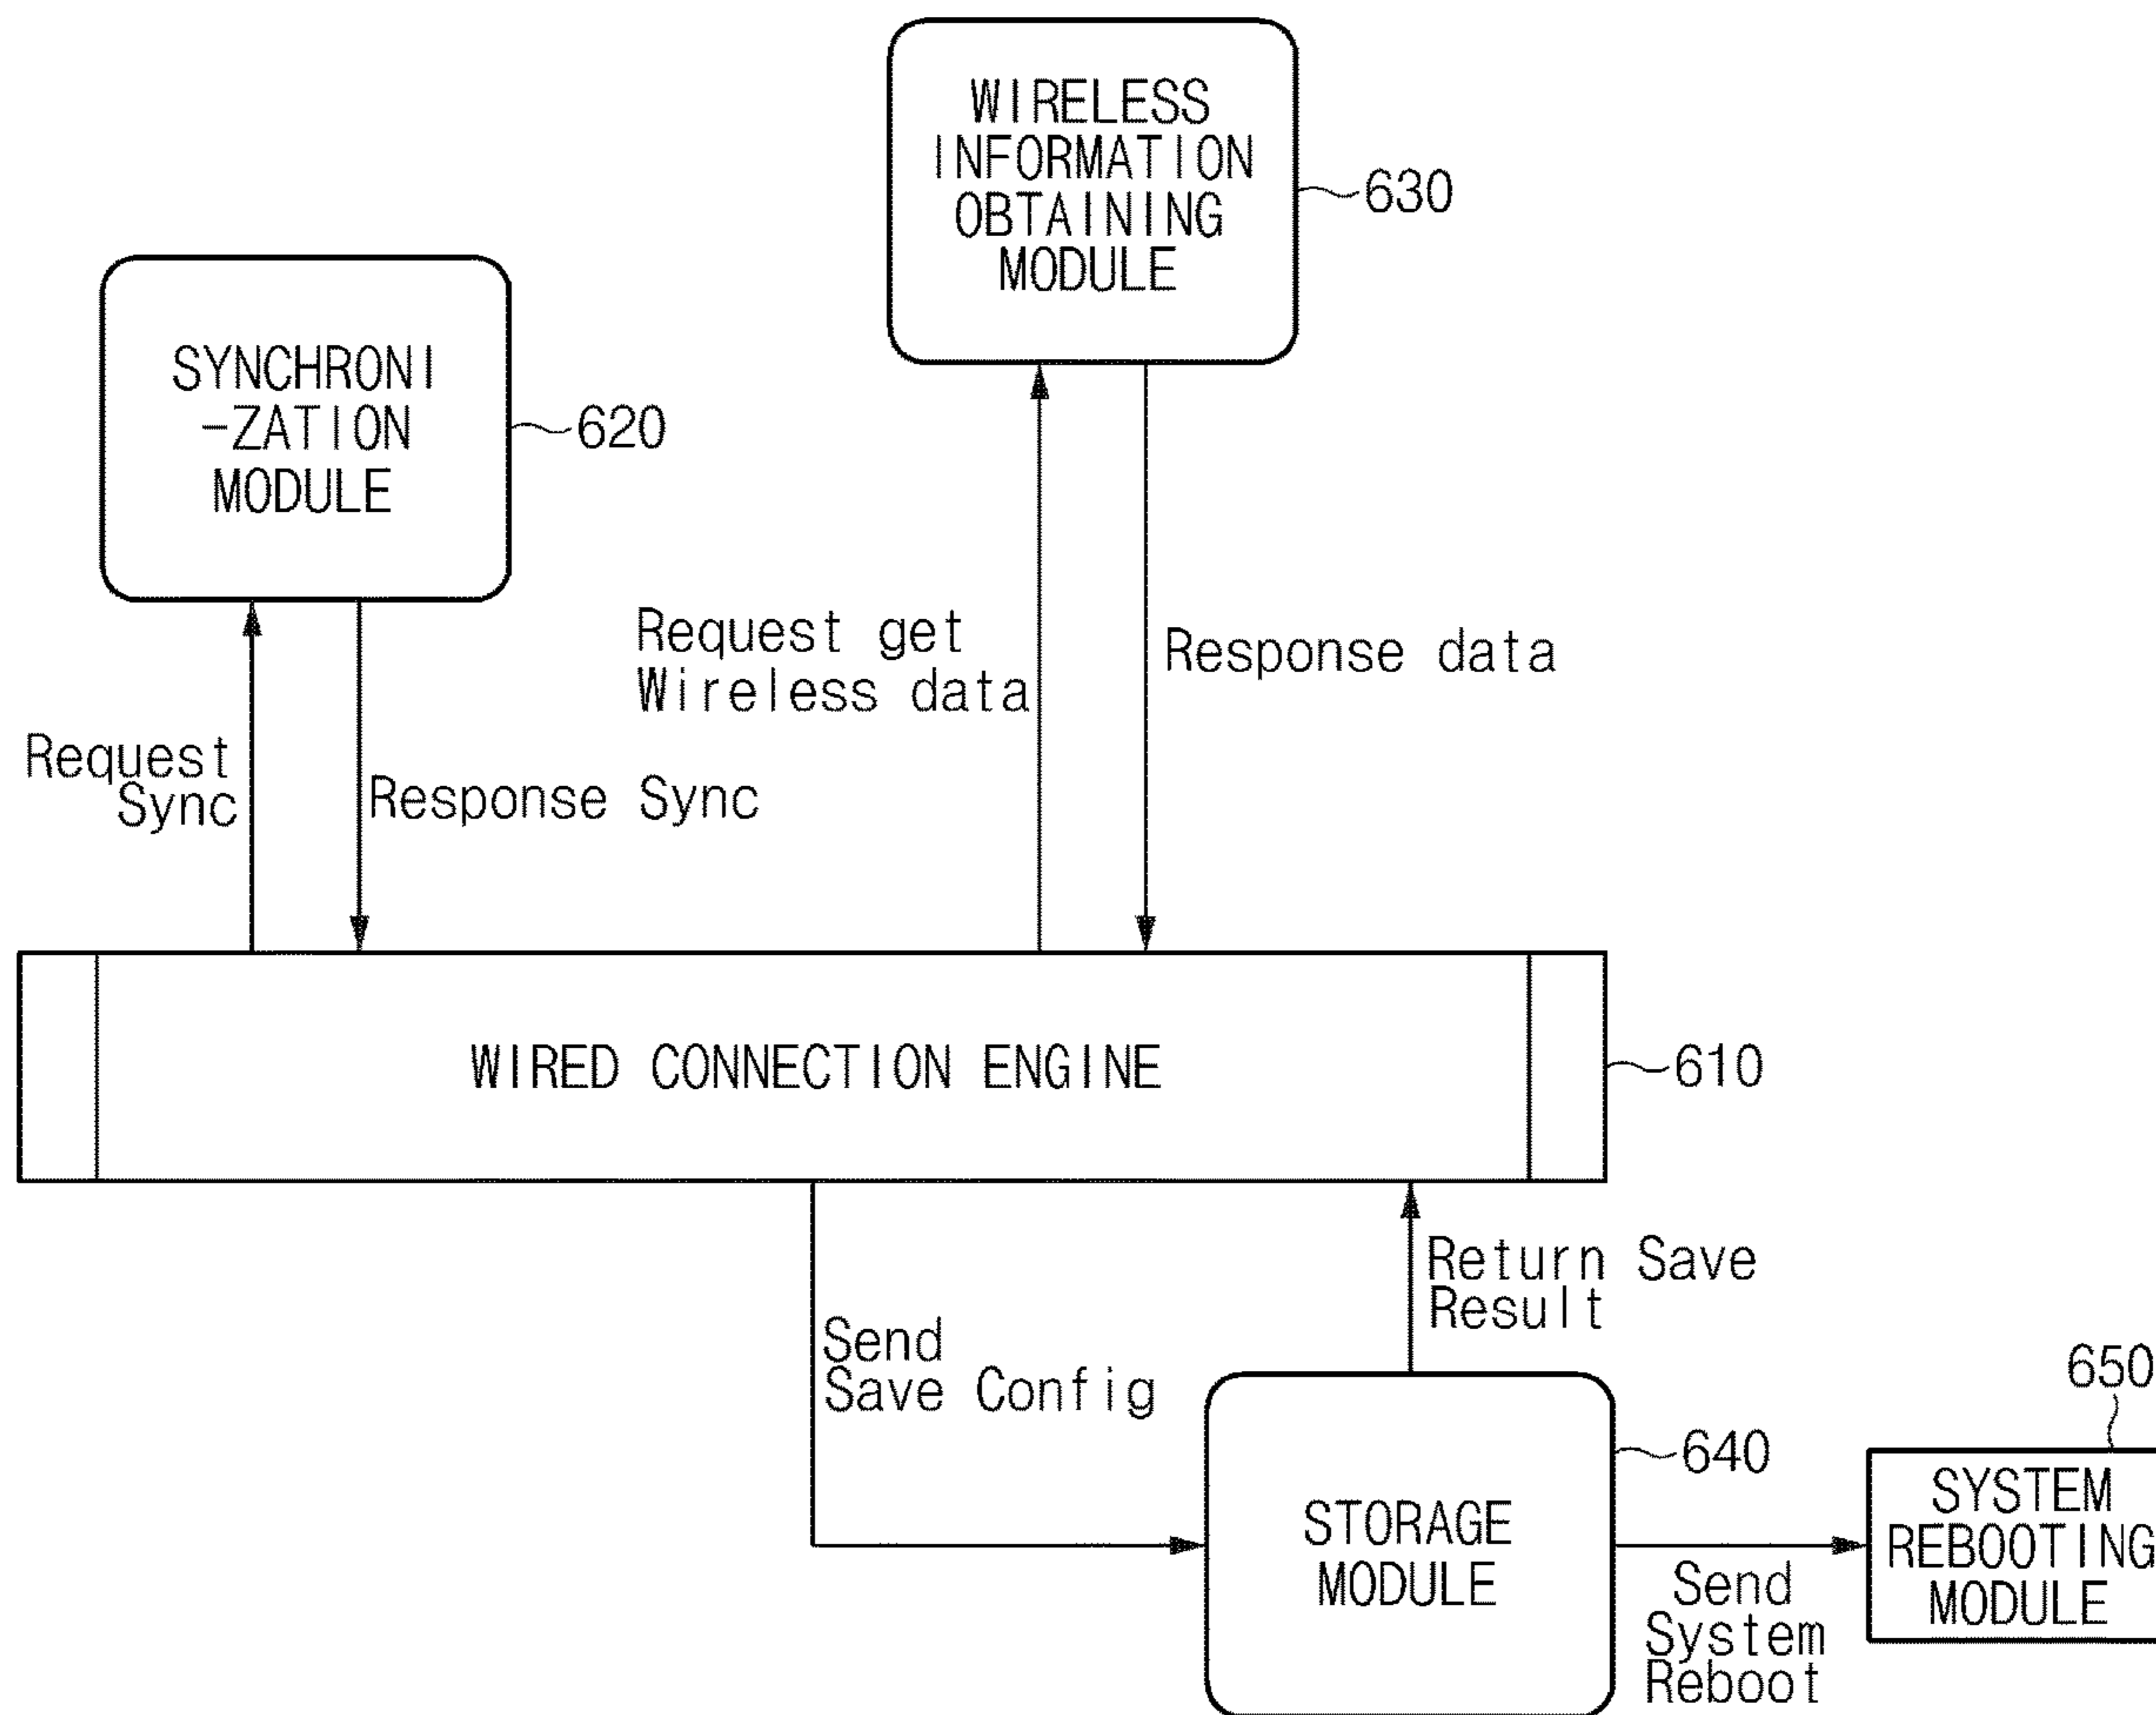 WIRELESS
INFORMATION
OBTAINING
MODULE
630
SYNCHRONI
-ZATION
MODULE
620
Request get
Wireless data
Response data
Request
Sync
Response Sync
WIRED CONNECTION ENGINE
610
Return Save
Result
Send
Save Config
650
640
STORAGE
MODULE
SYSTEM
REBOOTING
MODULE
Send
System
Reboot